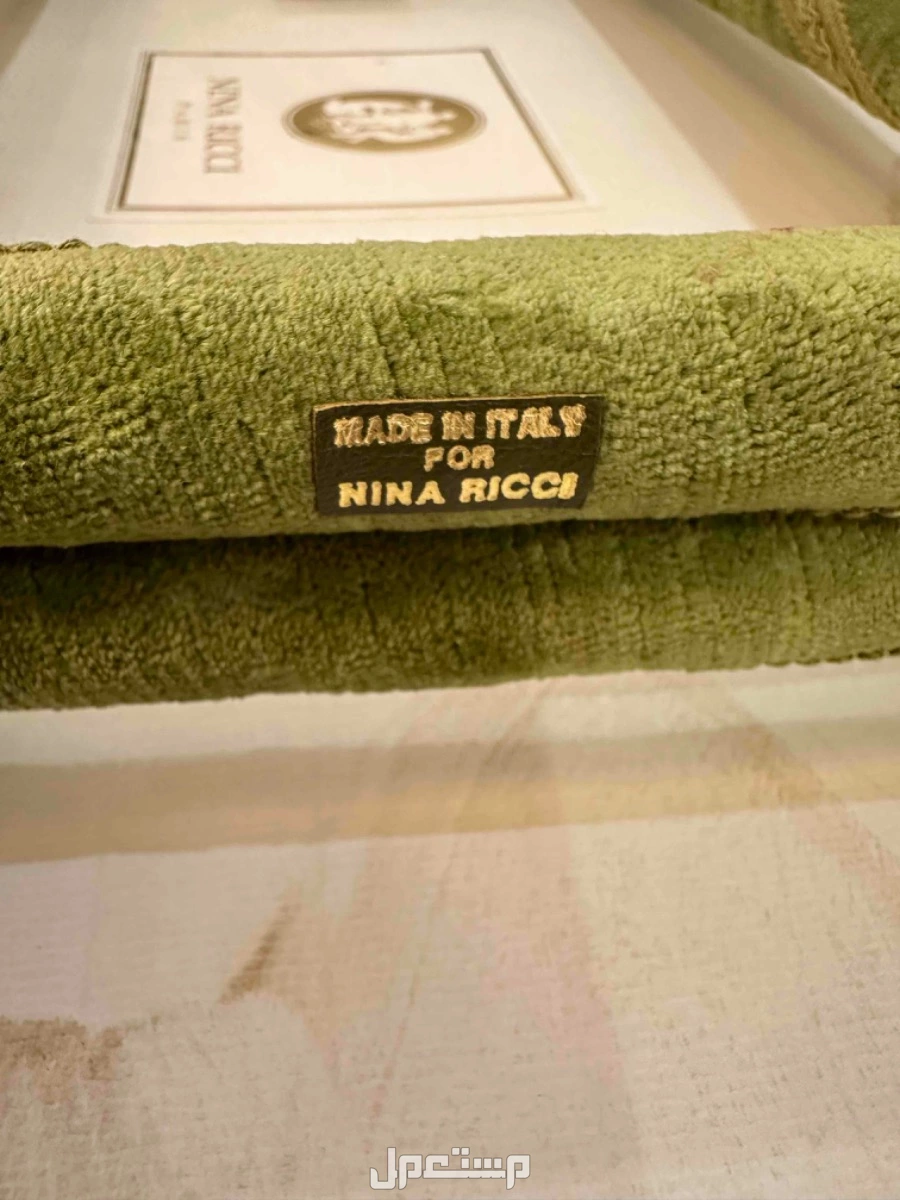 NINA RICCI
PARIS
MADE IN ITALY
FOR
NINA RICCI
مستعمل